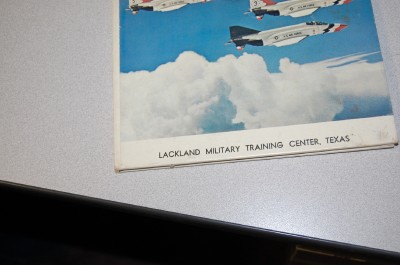 LACKLAND MILITARY TRAINING CENTER, TEXAS